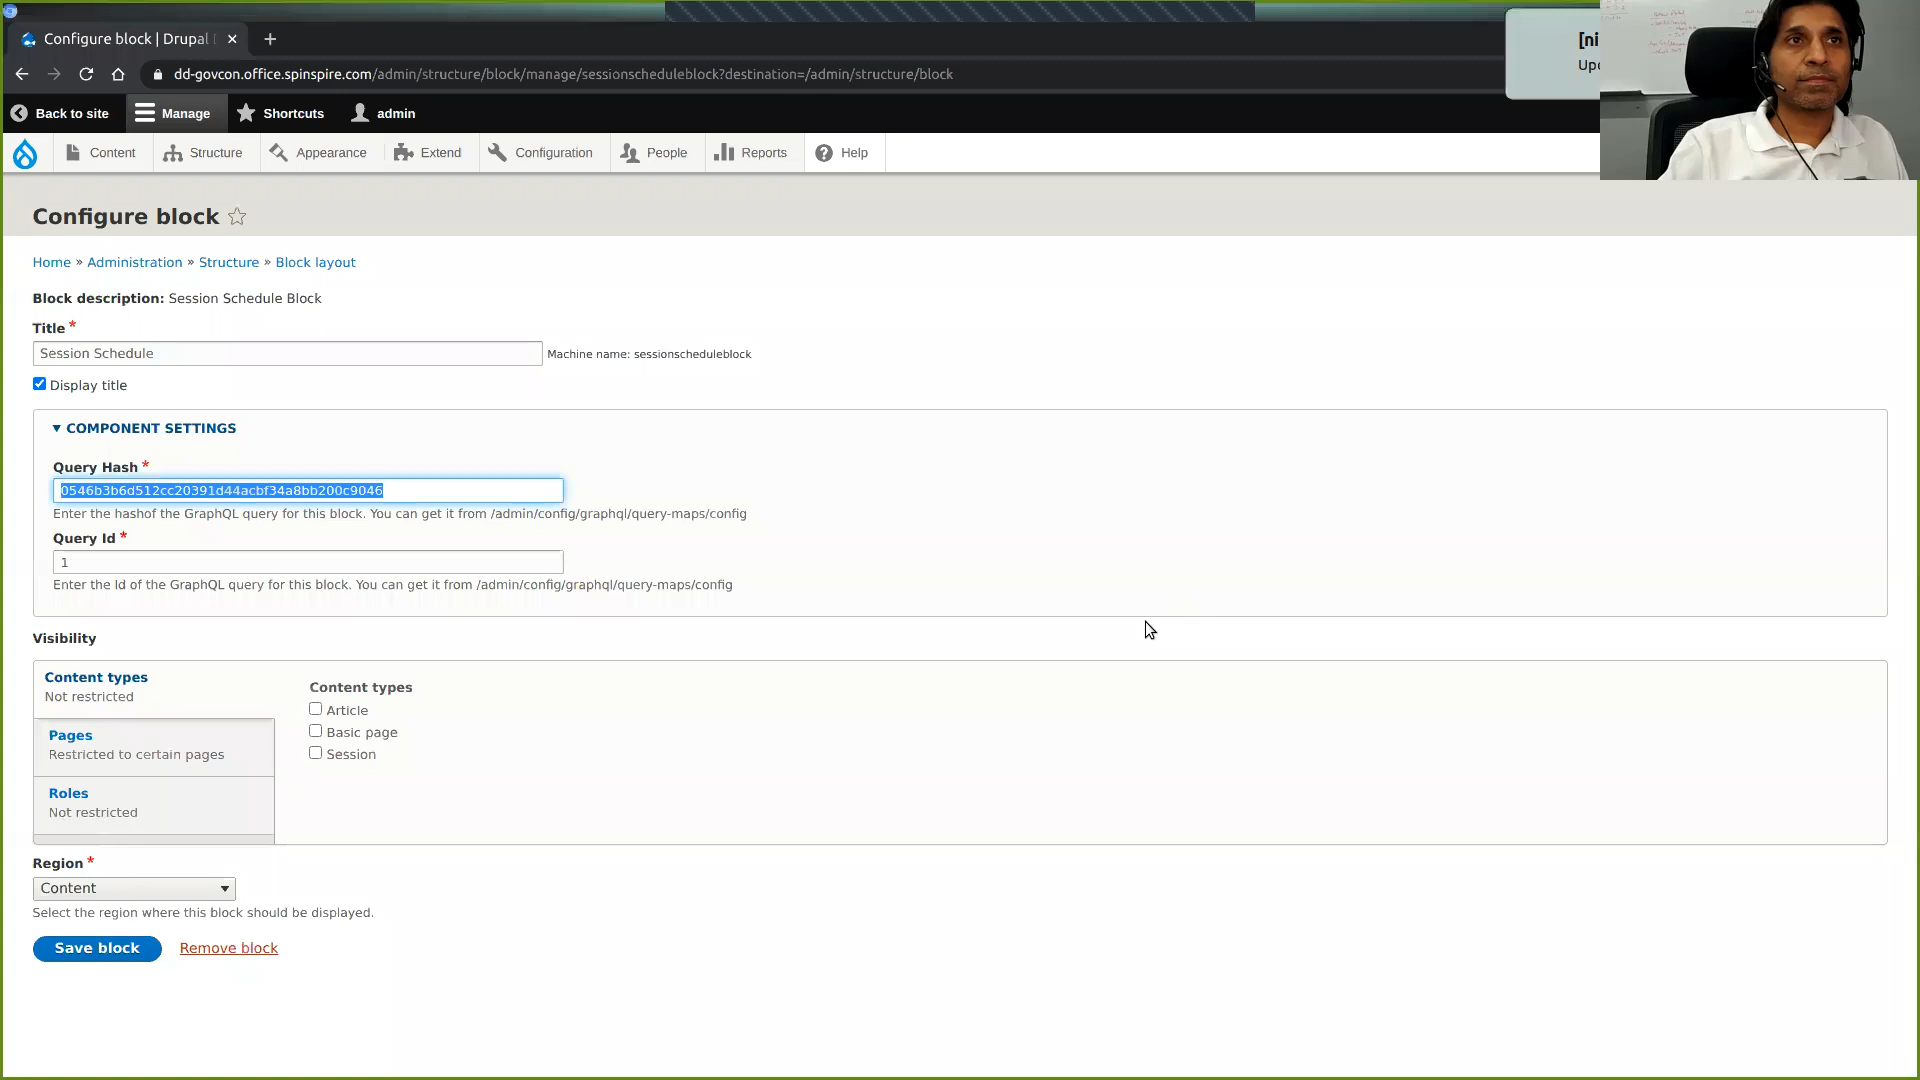 Configure block | Drupal
dd-govcon.office.spinspire.com/admin/structure/block/manage/sessionscheduleblock?destination=/admin/structure/block
[ni
Upd
Back to site
Manage
Shortcuts
admin
Content
Structure
Appearance
Extend
Configuration
People
Reports
Help
Configure block
Home » Administration » Structure » Block layout
Block description: Session Schedule Block
Title *
Session Schedule
Machine name: sessionscheduleblock
Display title
▼ COMPONENT SETTINGS
Query Hash *
0546b3b6d512cc20391d44acbf34a8bb200c9046
Enter the hashof the GraphQL query for this block. You can get it from /admin/config/graphql/query-maps/config
Query Id *
1
Enter the Id of the GraphQL query for this block. You can get it from /admin/config/graphql/query-maps/config
Visibility
Content types
Not restricted
Pages
Restricted to certain pages
Roles
Not restricted
Content types
Article
Basic page
Session
Region *
Content
Select the region where this block should be displayed.
Save block
Remove block